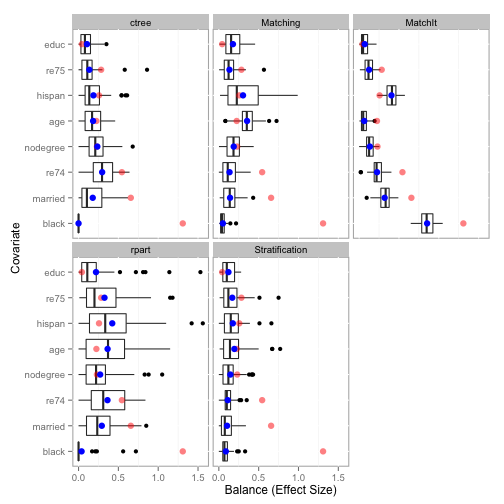 ctree
Matching
MatchIt
educ
re75
hispan
age
nodegree
re74
married
black
Covariate
rpart
Stratification
educ
re75
hispan
age
nodegree
re74
married
black
0.0 0.5 1.0 1.5 0.0 0.5 1.0 1.5
Balance (Effect Size)